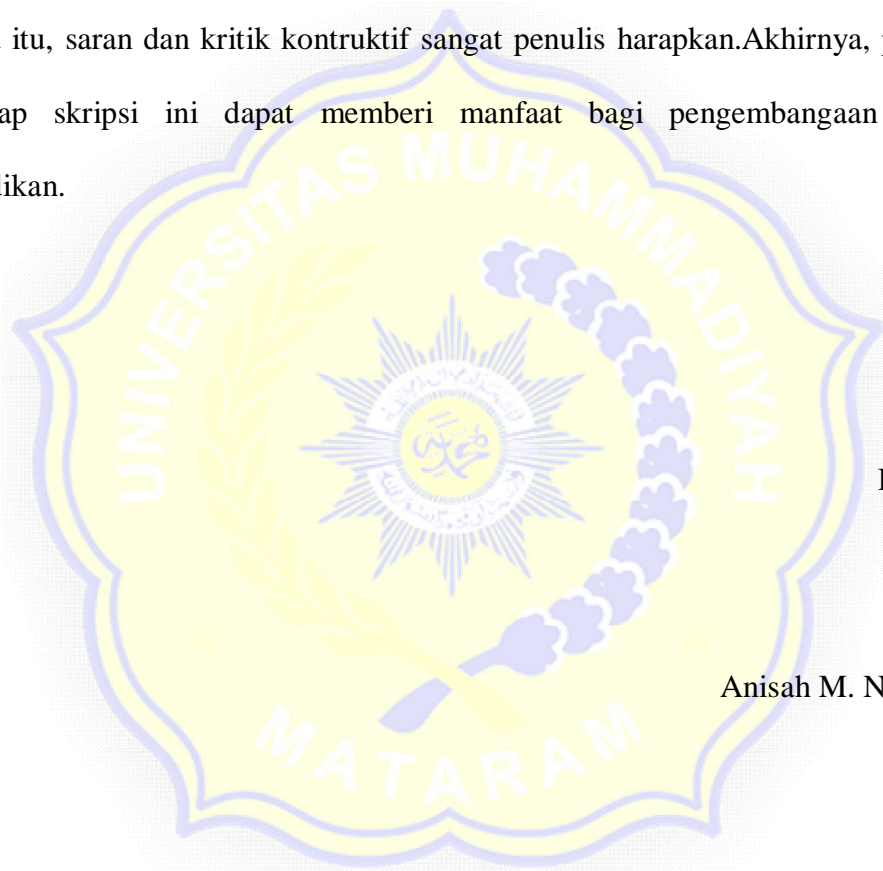 itu, saran dan kritik kontruktif sangat penulis harapkan.Akhirnya, p
ap skripsi ini dapat memberi manfaat bagi pengembangaan
dikan.
UNIVERSITAS MUHAMMADIYAH
Anisah M. N
MATARAM